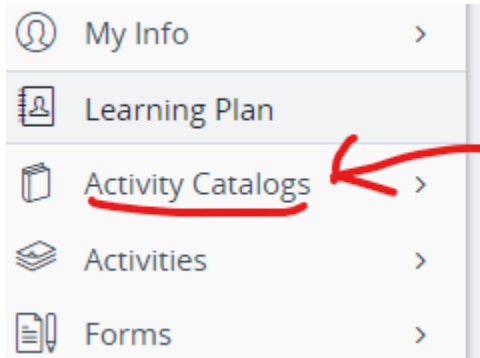 My Info
Learning Plan
Activity Catalogs
Activities
Forms